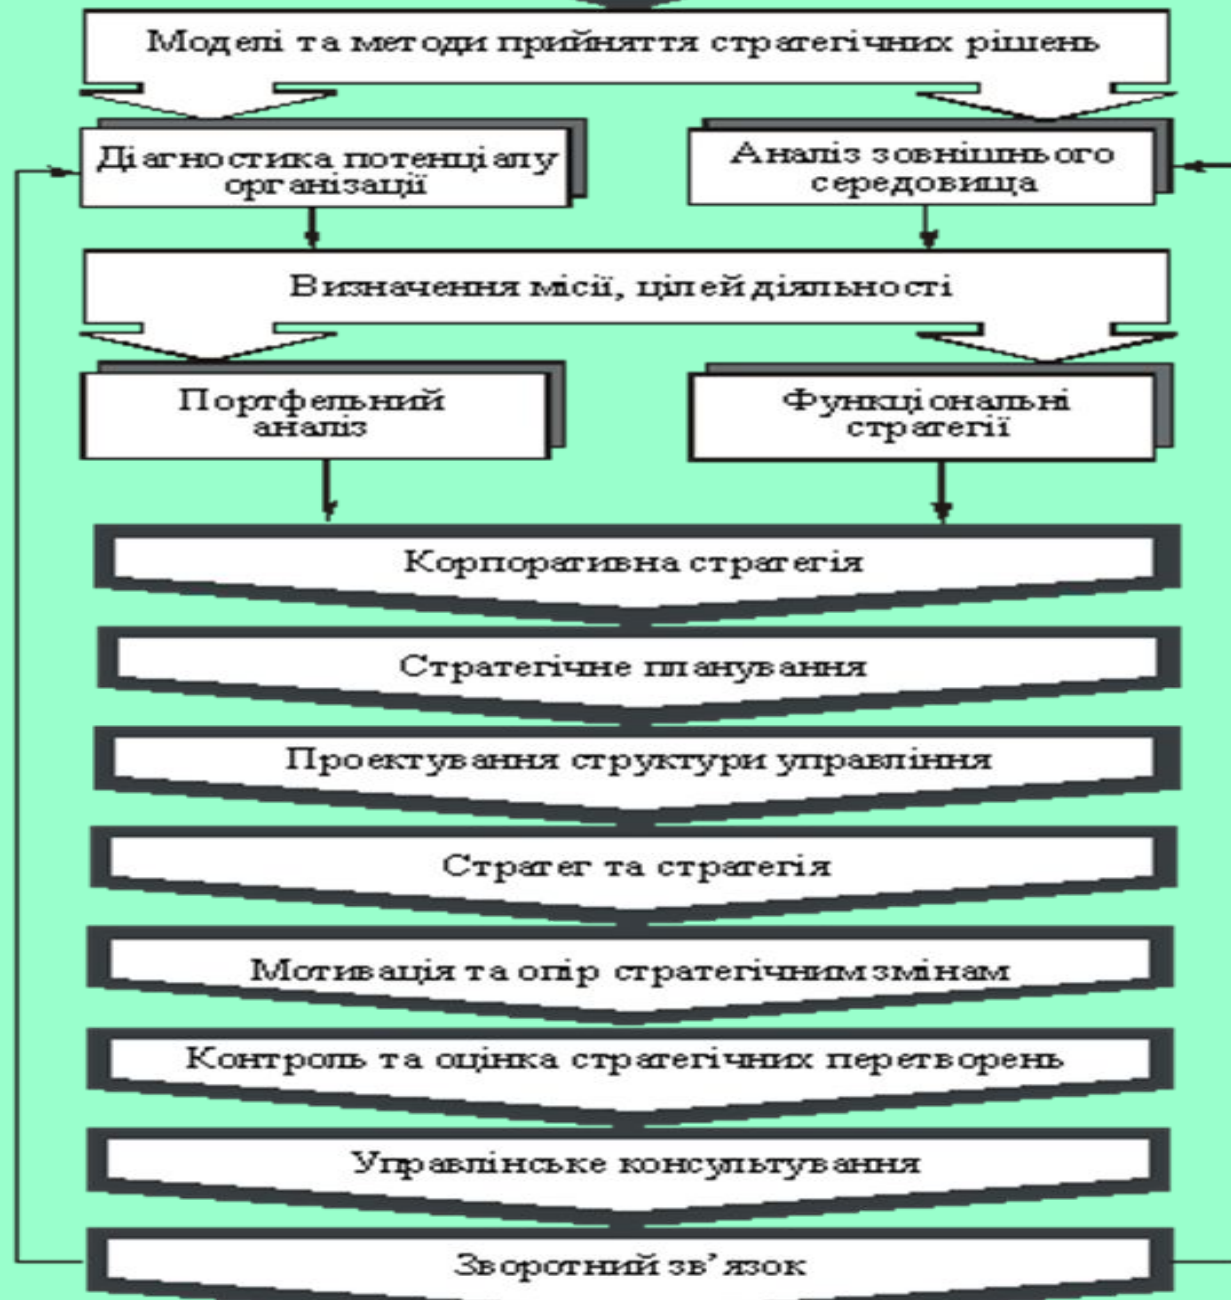 Моделі та методи прийняття стратегічних рішень
Діагностика потенціалу
організації
Аналіз зовнішнього
середовища
Визначення місії, цілей діяльності
Портфельний
аналіз
Функціональні
стратегії
Корпоративна стратегія
Стратегічне планування
Проектування структури управління
Стратег та стратегія
Мотивація та опір стратегічним змінам
Контроль та оцінка стратегічних перетворень
Управлінське консультування
Зворотний зв’язок